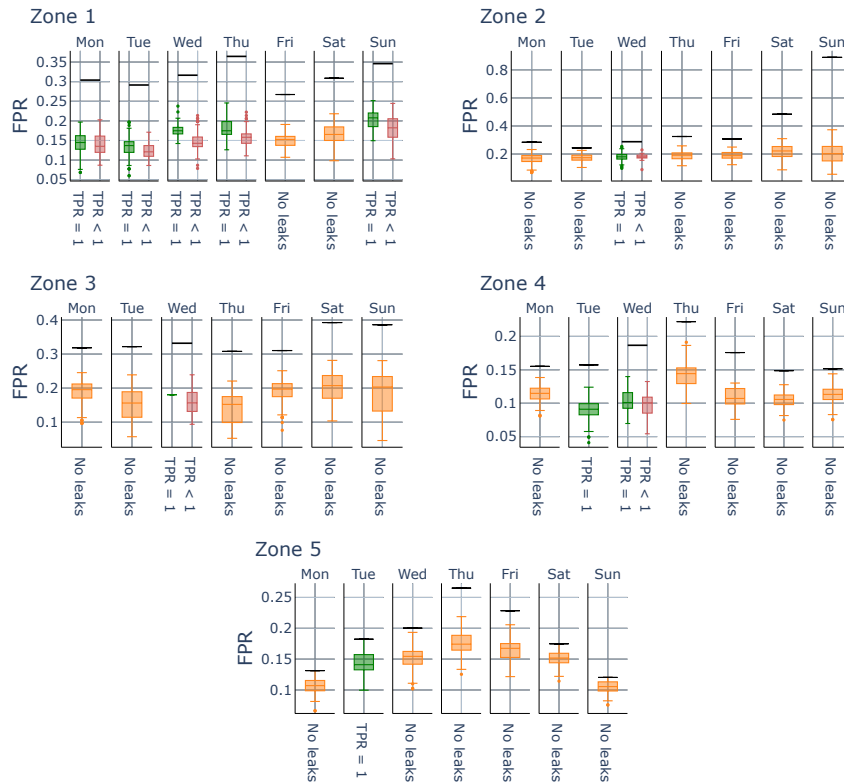 Zone 1
Mon Tue Wed Thu Fri Sat Sun
FPR
0.35
0.3
0.25
0.2
0.15
0.1
0.05
TPR = 1
TPR < 1
TPR = 1
TPR < 1
TPR = 1
TPR < 1
TPR = 1
TPR < 1
No leaks
No leaks
TPR = 1
TPR < 1
Zone 2
Mon Tue Wed Thu Fri Sat Sun
FPR
0.8
0.6
0.4
0.2
No leaks
No leaks
TPR = 1
TPR < 1
No leaks
No leaks
No leaks
No leaks
Zone 3
Mon Tue Wed Thu Fri Sat Sun
FPR
0.4
0.3
0.2
0.1
No leaks
No leaks
TPR = 1
TPR < 1
No leaks
No leaks
No leaks
No leaks
Zone 4
Mon Tue Wed Thu Fri Sat Sun
FPR
0.2
0.15
0.1
0.05
No leaks
TPR = 1
TPR = 1
TPR < 1
No leaks
No leaks
No leaks
No leaks
Zone 5
Mon Tue Wed Thu Fri Sat Sun
FPR
0.25
0.2
0.15
0.1
No leaks
TPR = 1
No leaks
No leaks
No leaks
No leaks
No leaks